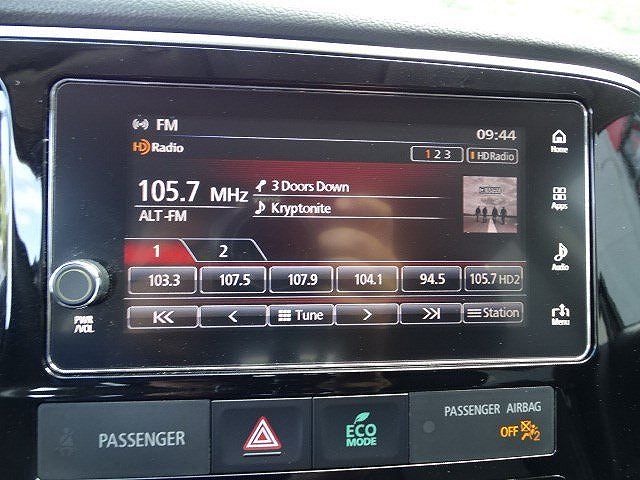 FM
09:44
HD Radio
1 2 3
HD Radio
Home
105.7 MHz
ALT-FM
3 Doors Down
Kryptonite
Apps
1
2
Audio
103.3
107.5
107.9
104.1
94.5
105.7 HD2
Tune
Station
Menu
PWR
/VOL
PASSENGER
ECO
MODE
PASSENGER AIRBAG
OFF
2